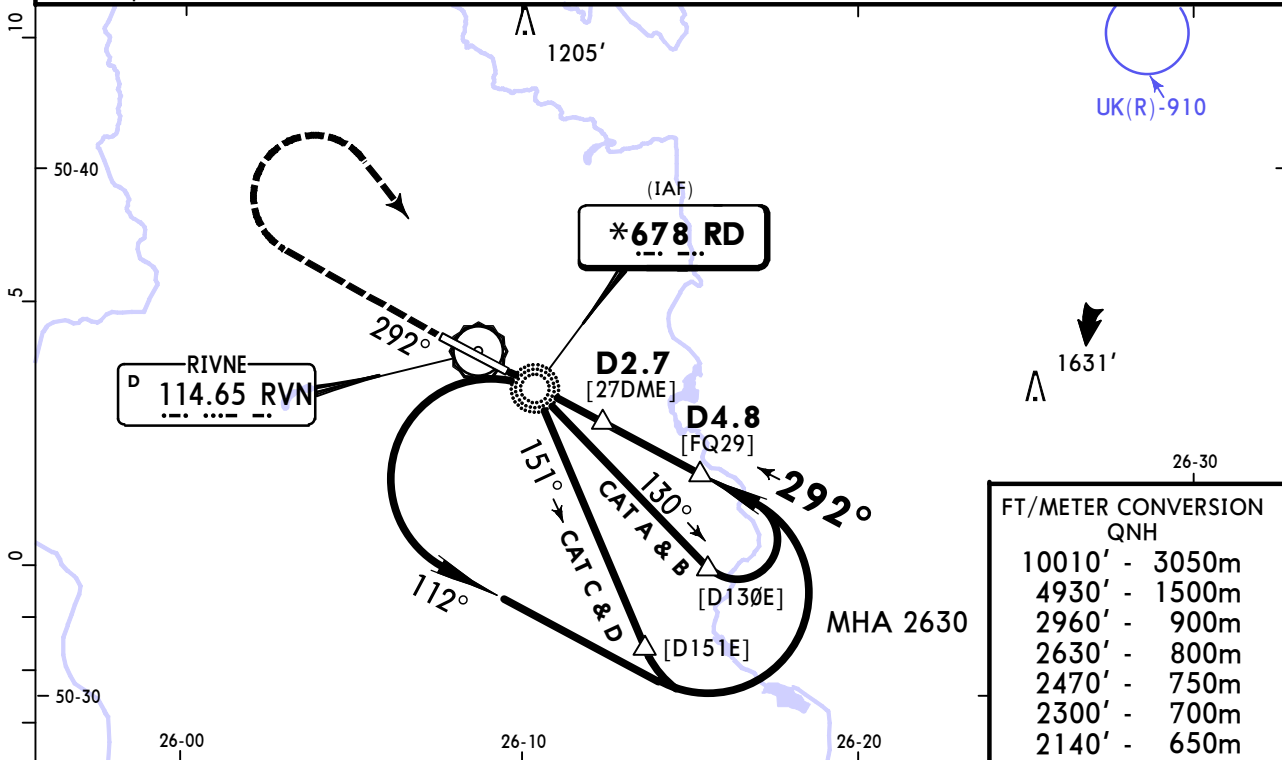 10
1205'
UK(R)-910
50-40
(IAF)
*678 RD
5
292°
RIVNE
D 114.65 RVN
D2.7
[27DME]
D4.8
[FQ29]
1631'
292°
151°
CAT C & D
130°
CAT A & B
26-30
0
112°
[D130E]
[D151E]
MHA 2630
50-30
26-00
26-10
26-20
FT/METER CONVERSION
QNH
10010' - 3050m
4930' - 1500m
2960' - 900m
2630' - 800m
2470' - 750m
2300' - 700m
2140' - 650m